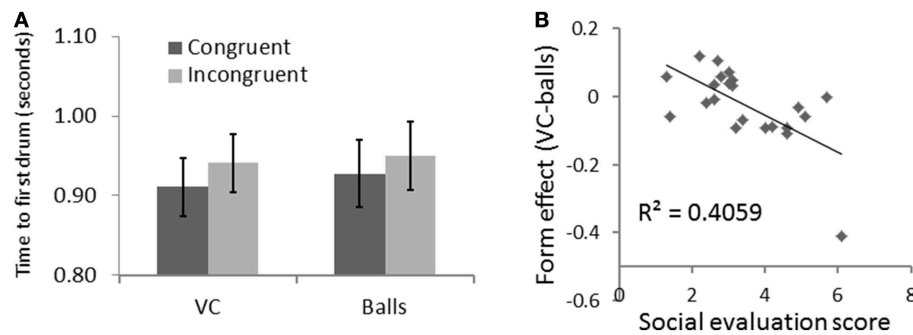 A
Time to first drum (seconds)
1.10
1.00
0.90
0.80
Congruent
Incongruent
VC
Balls
B
Form effect (VC-balls)
0.2
0
-0.2
-0.4
-0.6
R² = 0.4059
0 2 4 6 8
Social evaluation score